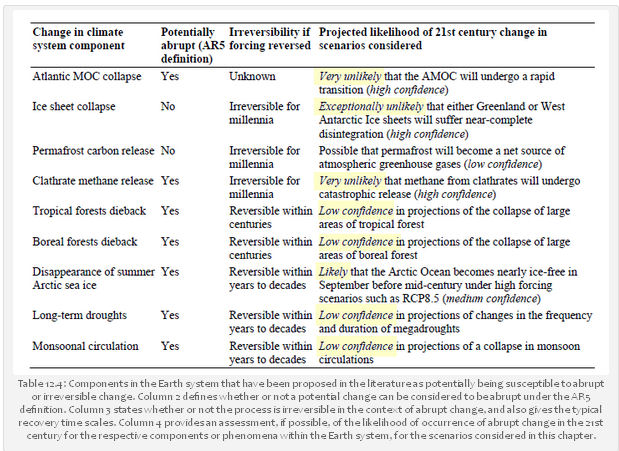 Change in climate system component Potentially abrupt (AR5 definition) Irreversibility if forcing reversed Projected likelihood of 21st century change in scenarios considered
Atlantic MOC collapse Yes Unknown Very unlikely that the AMOC will undergo a rapid
transition (high confidence)
Ice sheet collapse No Irreversible for millennia Exceptionally unlikely that either Greenland or West
Antarctic Ice sheets will suffer near-complete
disintegration (high confidence)
Permafrost carbon release No Irreversible for millennia Possible that permafrost will become a net source of
atmospheric greenhouse gases (low confidence)
Clathrate methane release Yes Irreversible for millennia Very unlikely that methane from clathrates will undergo
catastrophic release (high confidence)
Tropical forests dieback Yes Reversible within centuries Low confidence in projections of the collapse of large
areas of tropical forest
Boreal forests dieback Yes Reversible within centuries Low confidence in projections of the collapse of large
areas of boreal forest
Disappearance of summer Arctic sea ice Yes Reversible within years to decades Likely that the Arctic Ocean becomes nearly ice-free in
September before mid-century under high forcing
scenarios such as RCP8.5 (medium confidence)
Long-term droughts Yes Reversible within years to decades Low confidence in projections of changes in the frequency
and duration of megadroughts
Monsoonal circulation Yes Reversible within years to decades Low confidence in projections of a collapse in monsoon
circulations
Table 12.4: Components in the Earth system that have been proposed in the literature as potentially being susceptible to abrupt
or irreversible change. Column 2 defines whether or not a potential change can be considered to be abrupt under the AR5
definition. Column 3 states whether or not the process is irreversible in the context of abrupt change, and also gives the typical
recovery time scales. Column 4 provides an assessment, if possible, of the likelihood of occurrence of abrupt change in the 21st
century for the respective components or phenomena within the Earth system, for the scenarios considered in this chapter.